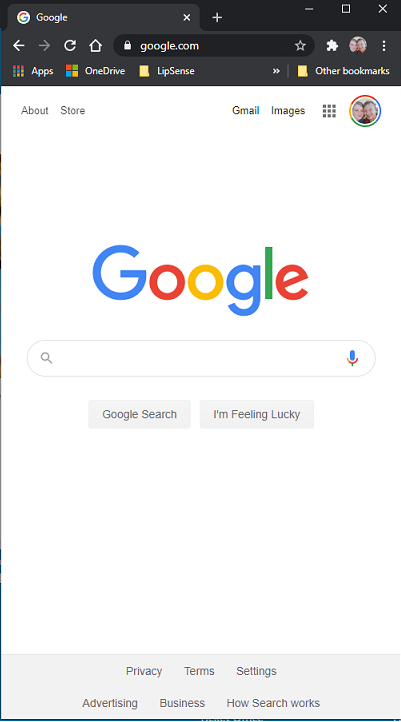 Google
google.com
Apps OneDrive LipSense » Other bookmarks
About Store Gmail Images
Google
Google Search I'm Feeling Lucky
Privacy Terms Settings
Advertising Business How Search works